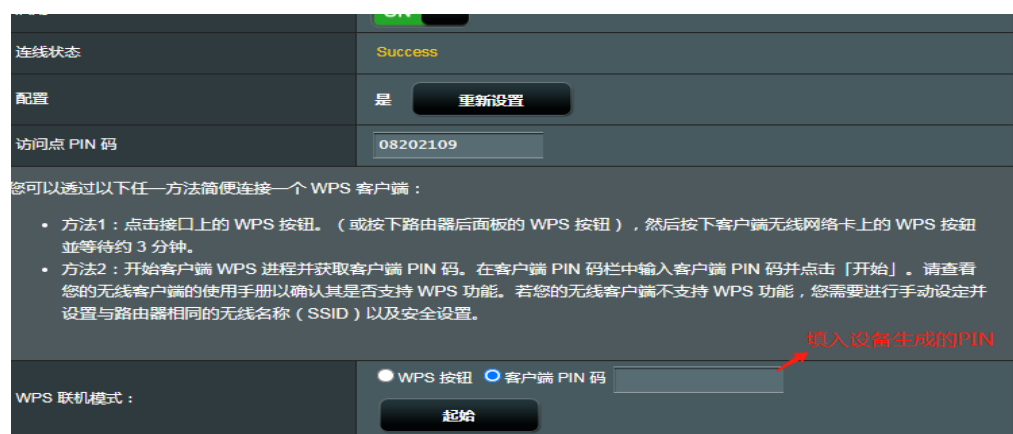 ON
连线状态
Success
配置
是
重新设置
访问点 PIN 码
08202109
您可以透过以下任一方法简便连接一个 WPS 客户端：
• 方法1：点击接口上的 WPS 按钮。（或按下路由器后面板的 WPS 按钮），然后按下客户端无线网络卡上的 WPS 按鈕
並等待约 3 分钟。
• 方法2：开始客户端 WPS 进程并获取客户端 PIN 码。在客户端 PIN 码栏中输入客户端 PIN 码并点击「开始」。请查看
您的无线客户端的使用手册以确认其是否支持 WPS 功能。若您的无线客户端不支持 WPS 功能，您需要进行手动设定并
设置与路由器相同的无线名称（SSID）以及安全设置。
填入设备生成的PIN
WPS 联机模式：
WPS 按钮 客户端 PIN 码
起始